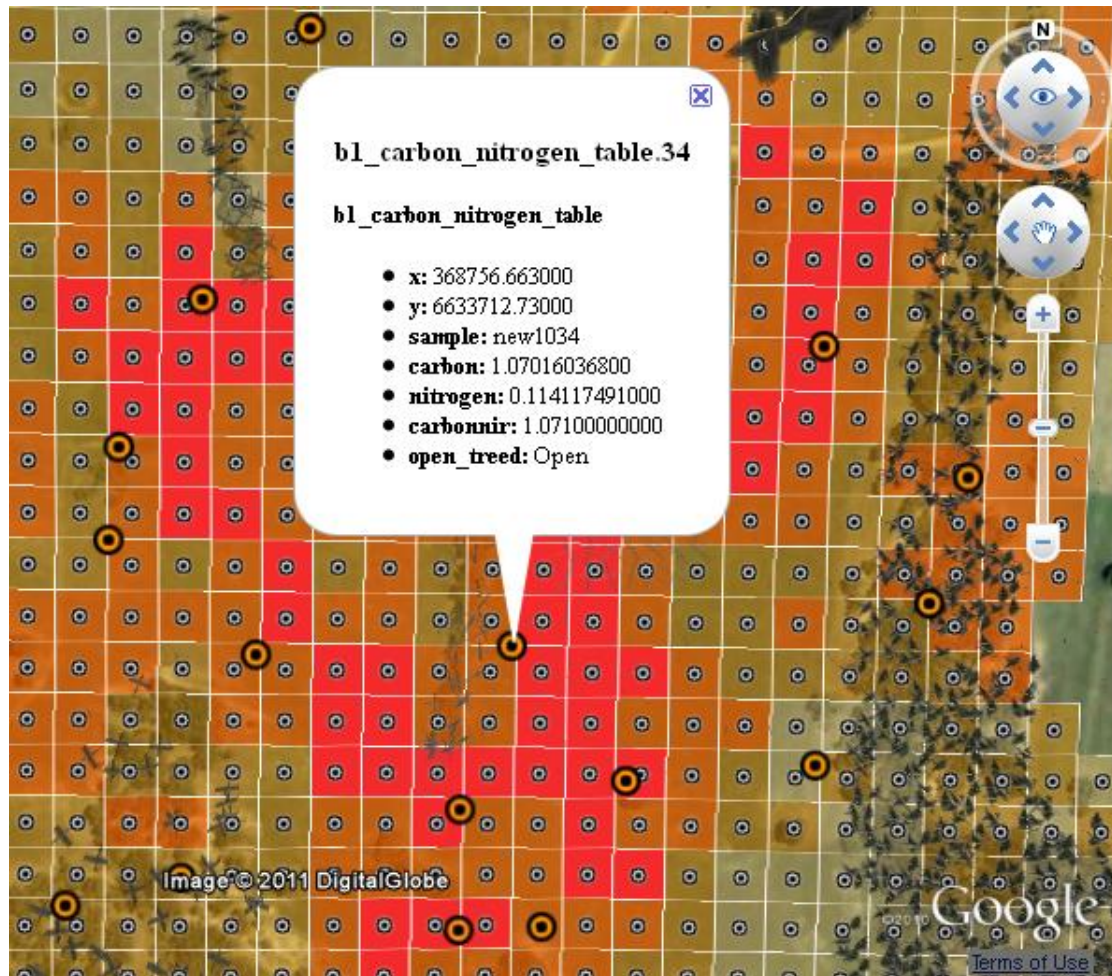 N
b1_carbon_nitrogen_table.34
b1_carbon_nitrogen_table
x: 368756.663000
y: 6633712.73000
sample: new1034
carbon: 1.07016036800
nitrogen: 0.114117491000
carbonnir: 1.07100000000
open_treed: Open
Image © 2011 DigitalGlobe
©2010 Google
Terms of Use